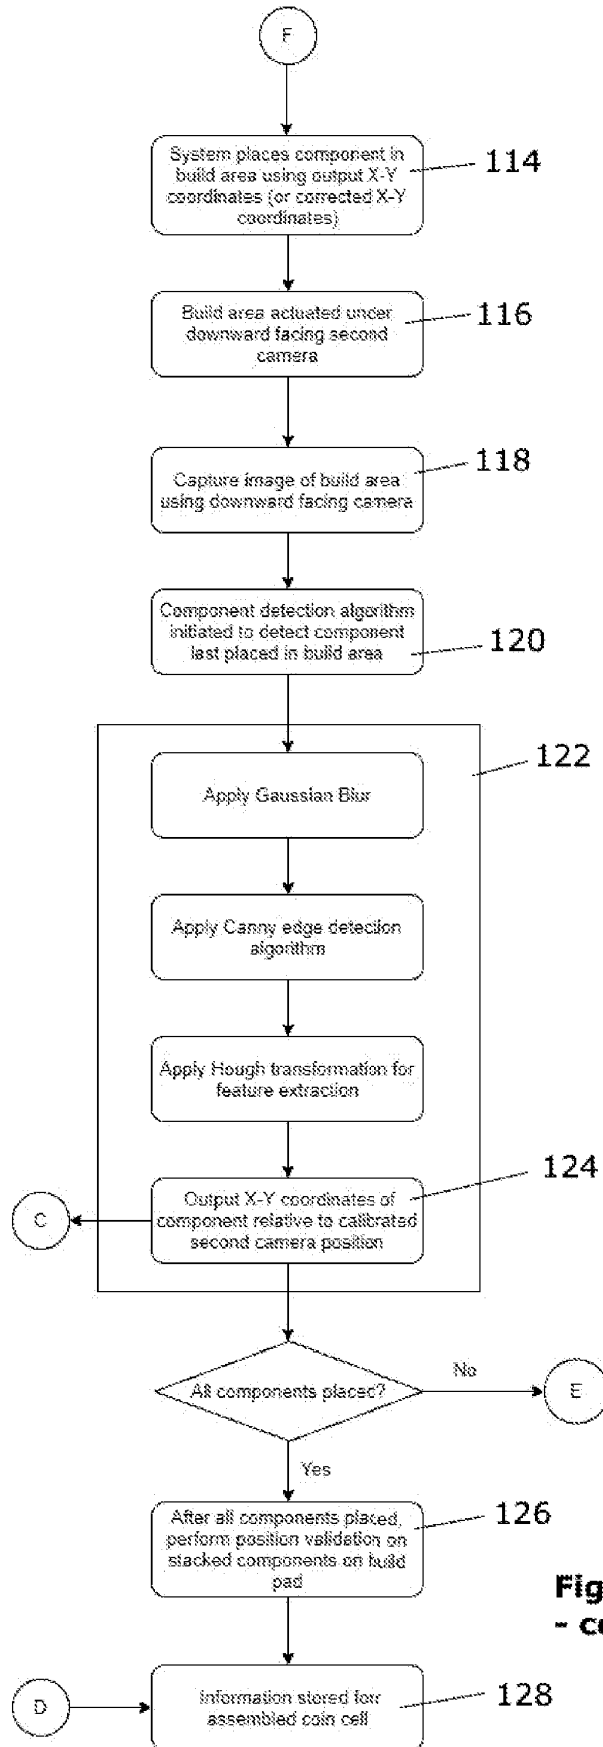 F
System places component in
build area using output X-Y
coordinates (or corrected X-Y
coordinates)
114
Build area actuated under
downward facing second
camera
116
Capture image of build area
using downward facing camera
118
Component detection algorithm
initiated to detect component
last placed in build area
120
122
Apply Gaussian Blur
Apply Canny edge detection
algorithm
Apply Hough transformation for
feature extraction
124
Output X-Y coordinates of
component relative to calibrated
second camera position
C
All components placed?
No
E
Yes
After all components placed,
perform position validation on
stacked components on build
pad
126
Fig
- c
D
Information stored for
assembled coin cell
128